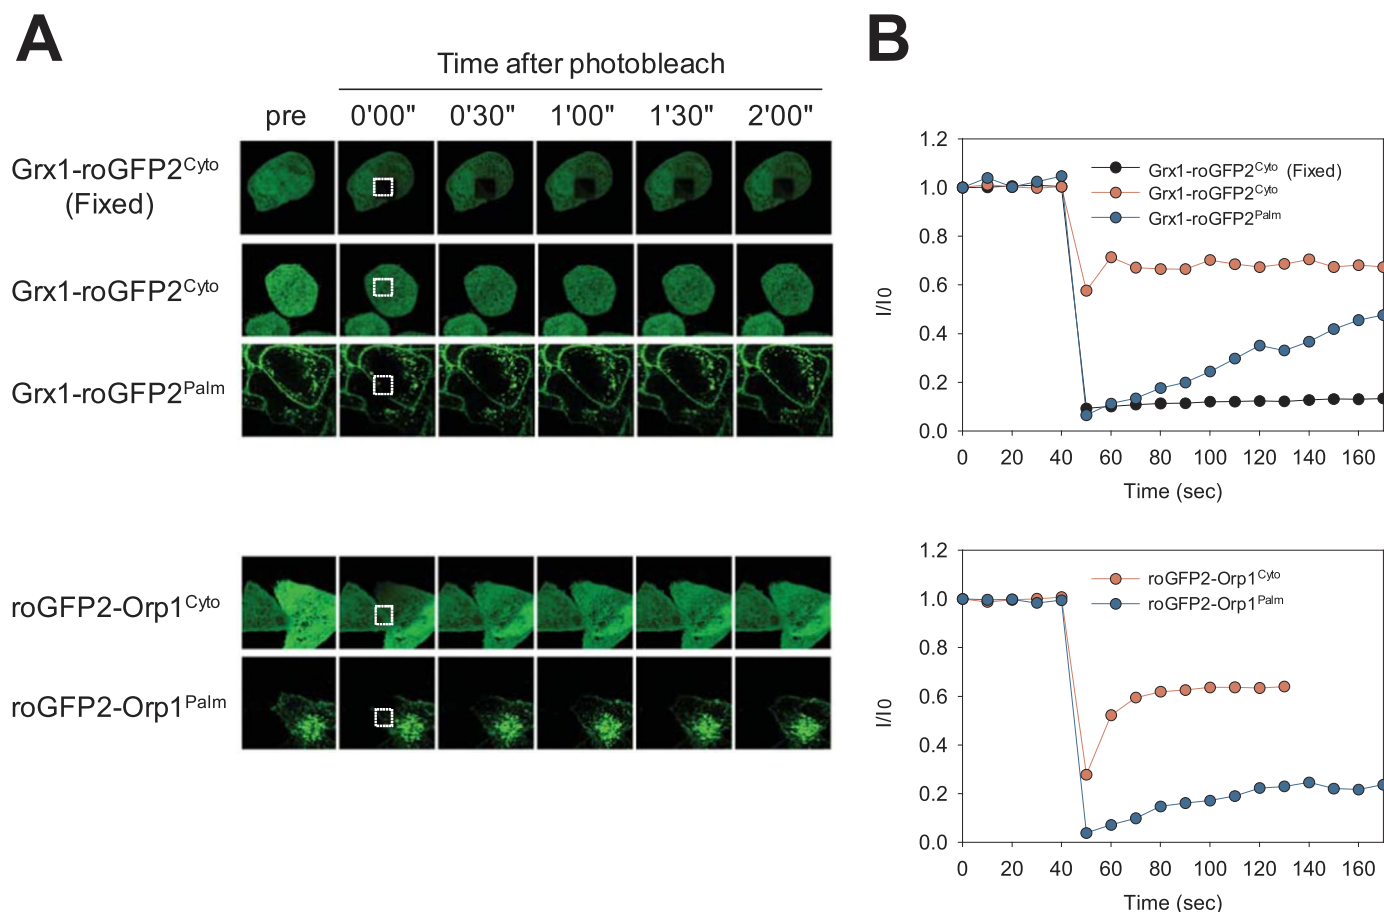 A
Time after photobleach
pre 0'00" 0'30" 1'00" 1'30" 2'00"
Grx1-roGFP2Cyto
(Fixed)
Grx1-roGFP2Cyto
Grx1-roGFP2Palm
roGFP2-Orp1Cyto
roGFP2-Orp1Palm
B
1.2
1.0
0.8
0.6
0.4
0.2
0.0
I/I0
Grx1-roGFP2Cyto (Fixed)
Grx1-roGFP2Cyto
Grx1-roGFP2Palm
0 20 40 60 80 100 120 140 160
Time (sec)
1.2
1.0
0.8
0.6
0.4
0.2
0.0
I/I0
roGFP2-Orp1Cyto
roGFP2-Orp1Palm
0 20 40 60 80 100 120 140 160
Time (sec)